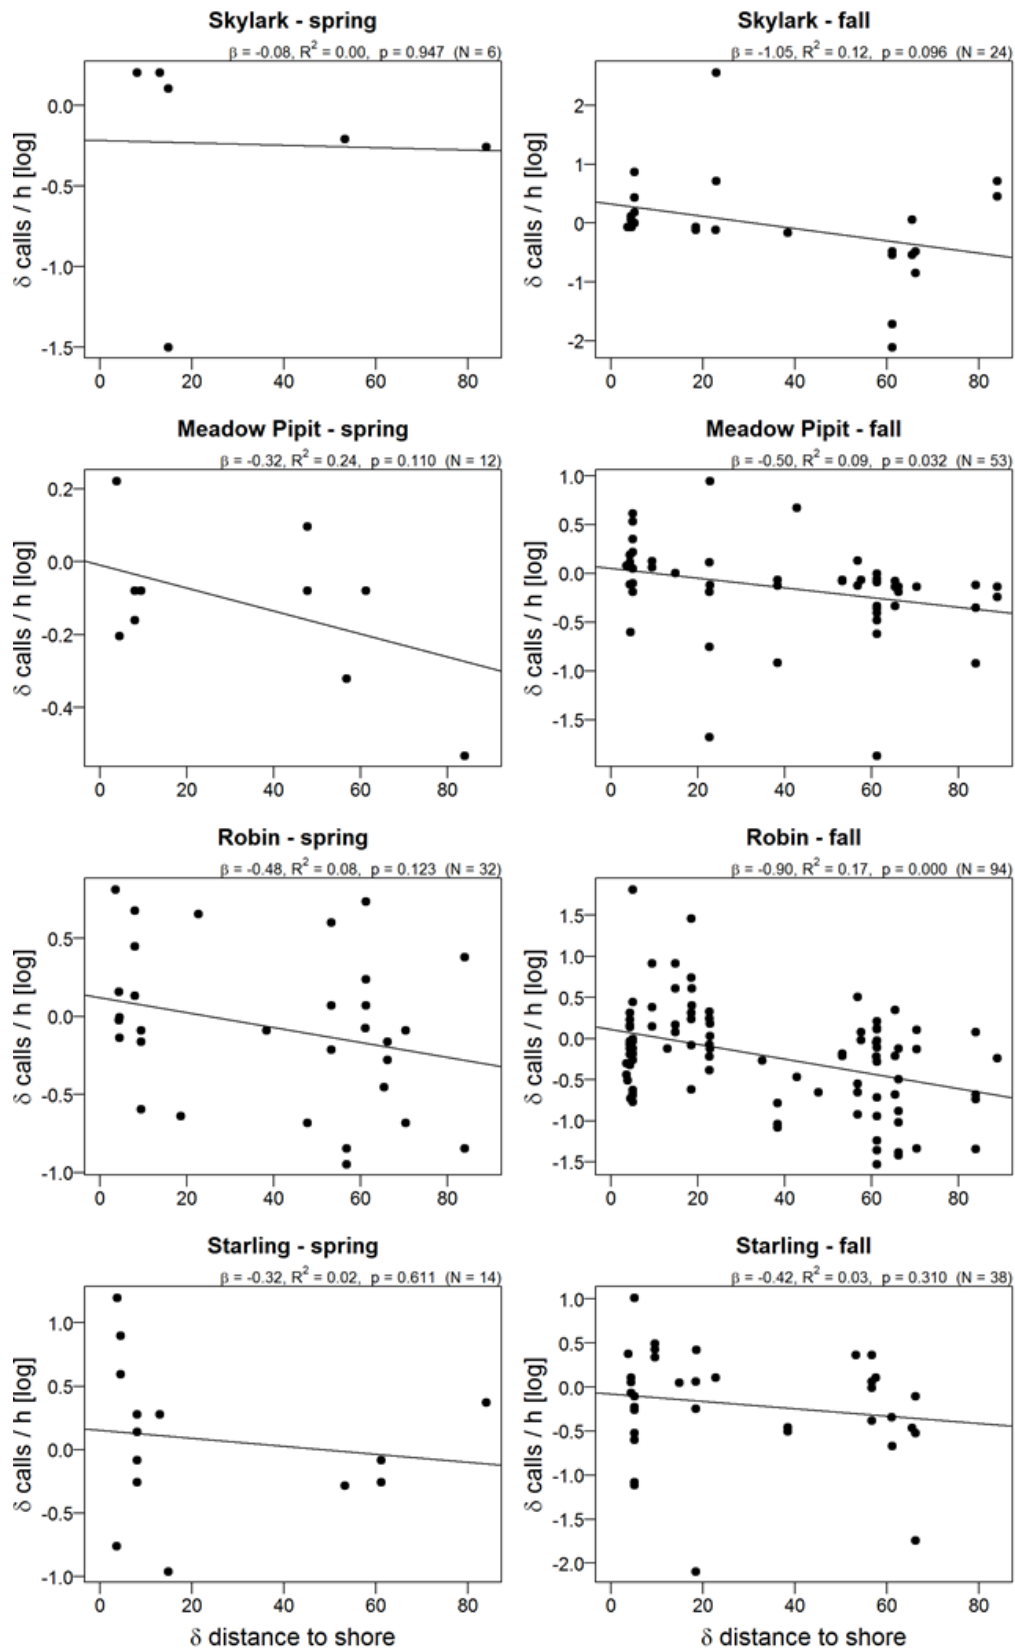 Skylark - spring
β = -0.08, R² = 0.00, p = 0.947 (N = 6)
δ calls / h [log]
0.0
-0.5
-1.0
-1.5
0 20 40 60 80
Skylark - fall
β = -1.05, R² = 0.12, p = 0.096 (N = 24)
δ calls / h [log]
2
1
0
-1
-2
0 20 40 60 80
Meadow Pipit - spring
β = -0.32, R² = 0.24, p = 0.110 (N = 12)
δ calls / h [log]
0.2
0.0
-0.2
-0.4
0 20 40 60 80
Meadow Pipit - fall
β = -0.50, R² = 0.09, p = 0.032 (N = 53)
δ calls / h [log]
1.0
0.5
0.0
-0.5
-1.0
-1.5
0 20 40 60 80
Robin - spring
β = -0.48, R² = 0.08, p = 0.123 (N = 32)
δ calls / h [log]
0.5
0.0
-0.5
-1.0
0 20 40 60 80
Robin - fall
β = -0.90, R² = 0.17, p = 0.000 (N = 94)
δ calls / h [log]
1.5
1.0
0.5
0.0
-0.5
-1.0
-1.5
0 20 40 60 80
Starling - spring
β = -0.32, R² = 0.02, p = 0.611 (N = 14)
δ calls / h [log]
1.0
0.5
0.0
-0.5
-1.0
0 20 40 60 80
δ distance to shore
Starling - fall
β = -0.42, R² = 0.03, p = 0.310 (N = 38)
δ calls / h [log]
1.0
0.5
0.0
-0.5
-1.0
-1.5
-2.0
0 20 40 60 80
δ distance to shore